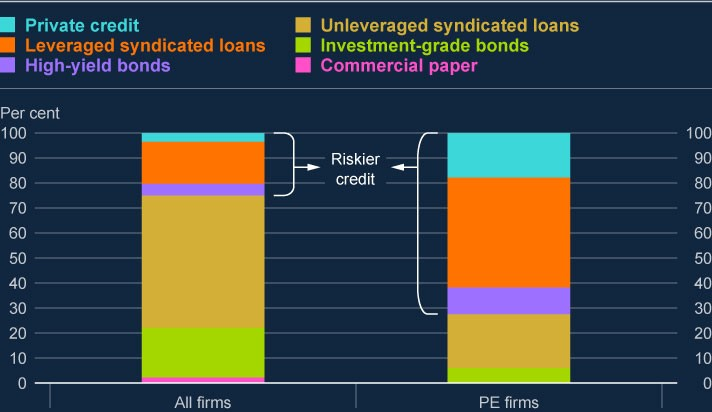 Private credit
Unleveraged syndicated loans
Leveraged syndicated loans
Investment-grade bonds
High-yield bonds
Commercial paper
Per cent
100
100
90
90
80
80
70
70
60
60
50
50
40
40
30
30
20
20
10
10
0
0
Riskier
credit
All firms
PE firms